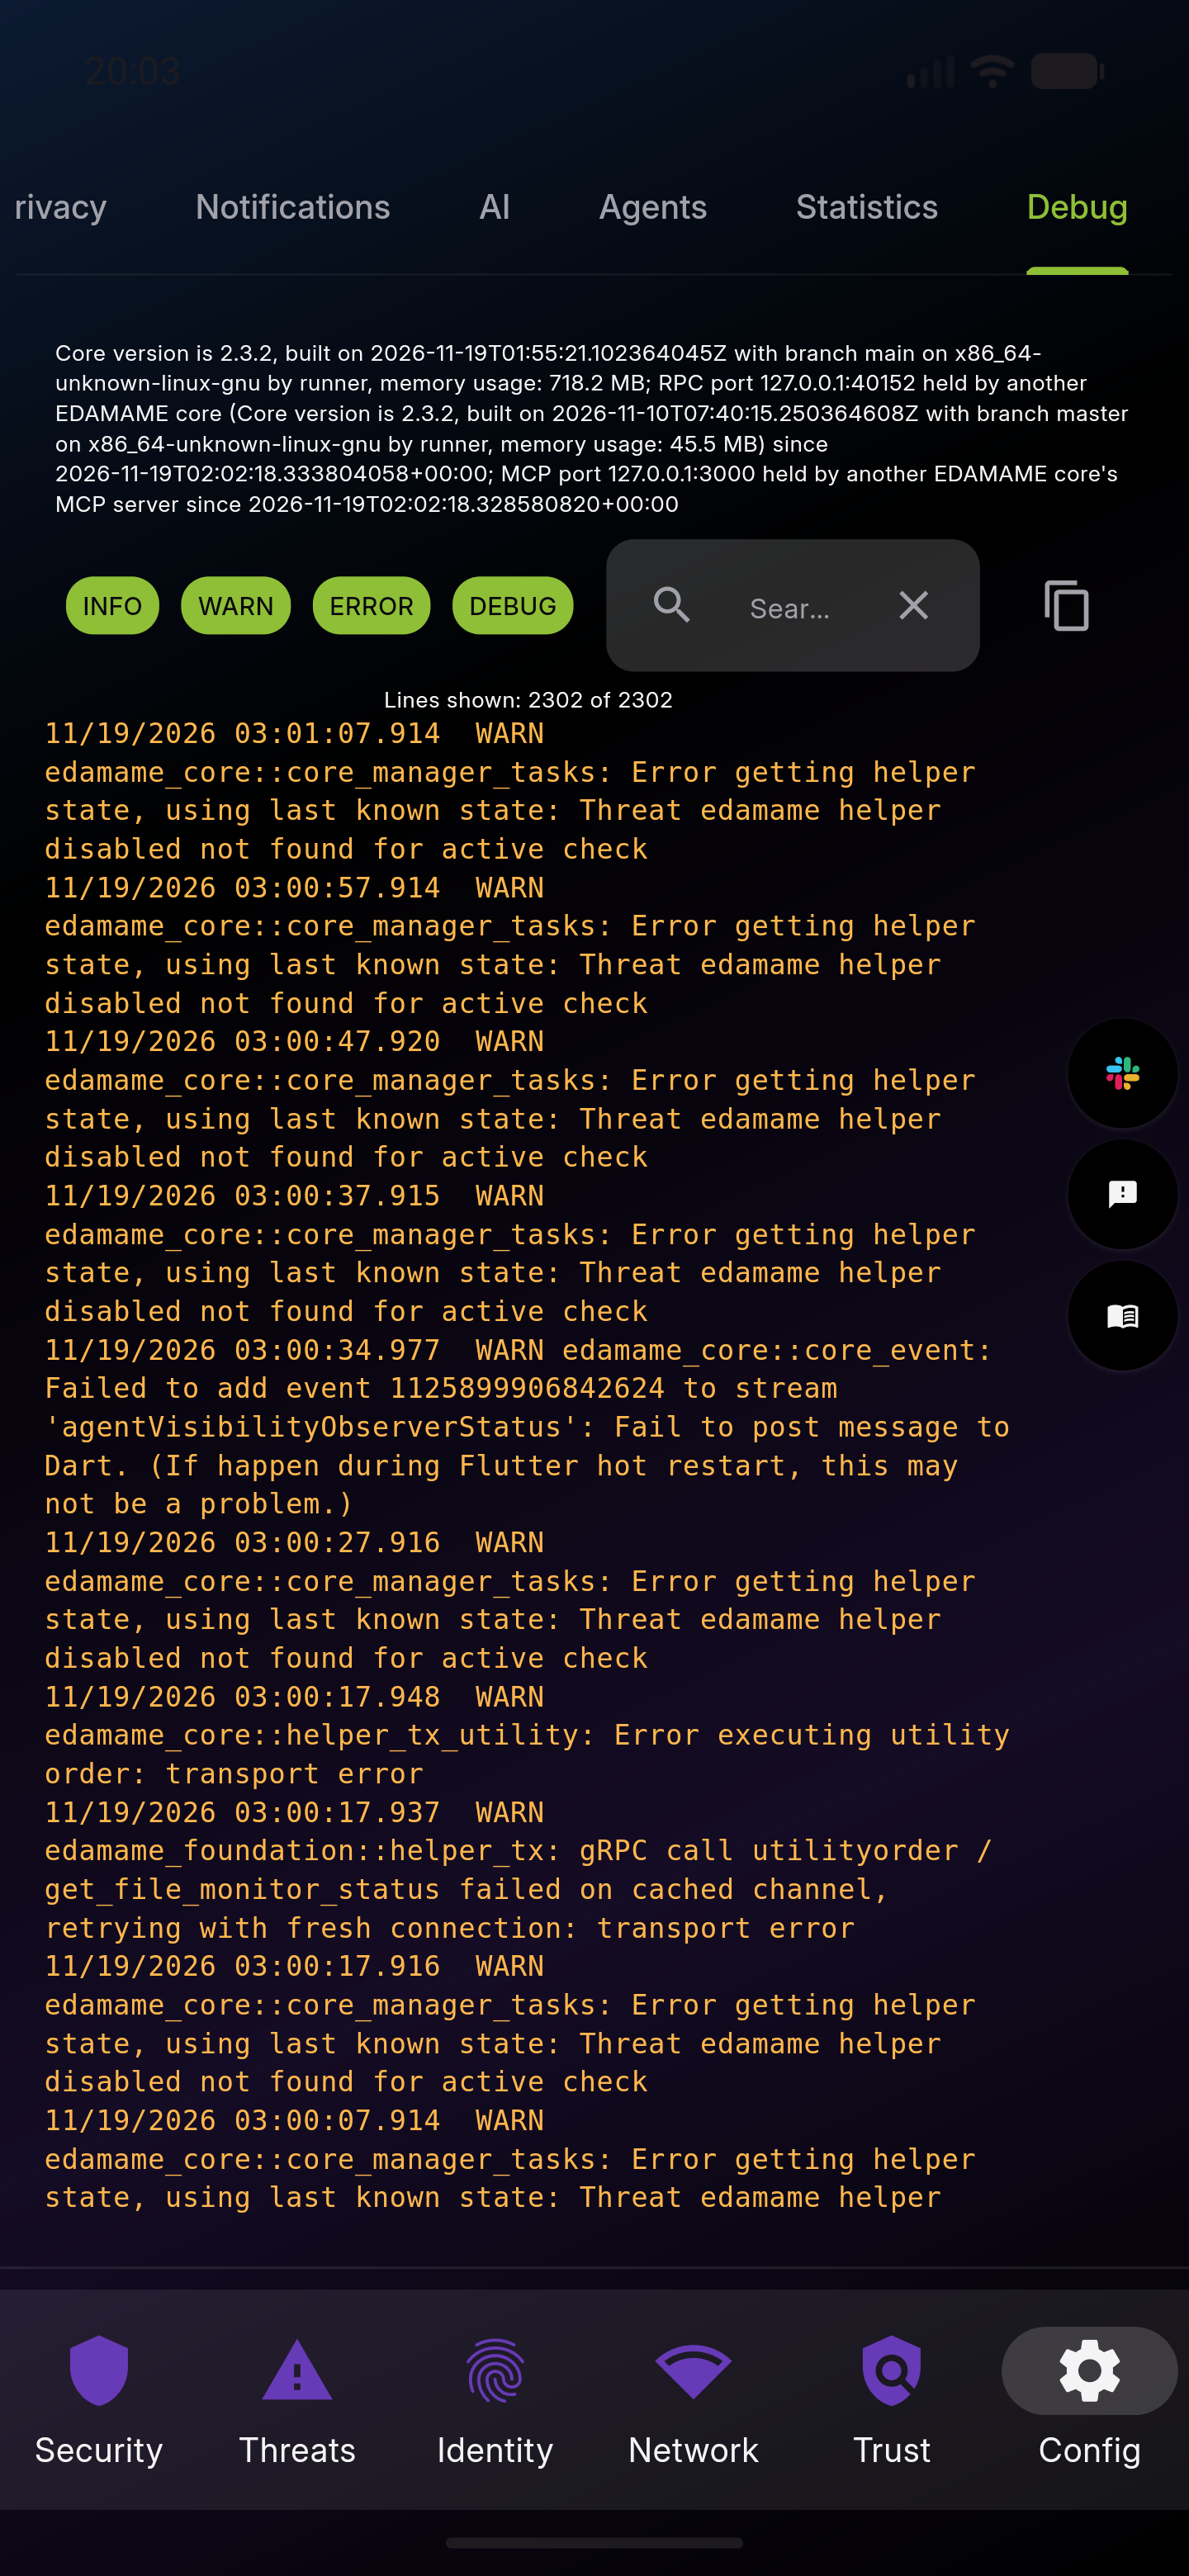 20:03
rivacy Notifications AI Agents Statistics Debug
Core version is 2.3.2, built on 2026-11-19T01:55:21.102364045Z with branch main on x86_64-
unknown-linux-gnu by runner, memory usage: 718.2 MB; RPC port 127.0.0.1:40152 held by another
EDAMAME core (Core version is 2.3.2, built on 2026-11-10T07:40:15.250364608Z with branch master
on x86_64-unknown-linux-gnu by runner, memory usage: 45.5 MB) since
2026-11-19T02:02:18.333804058+00:00; MCP port 127.0.0.1:3000 held by another EDAMAME core's
MCP server since 2026-11-19T02:02:18.328580820+00:00
INFO WARN ERROR DEBUG Sear...
Lines shown: 2302 of 2302
11/19/2026 03:01:07.914  WARN
edamame_core::core_manager_tasks: Error getting helper
state, using last known state: Threat edamame helper
disabled not found for active check
11/19/2026 03:00:57.914  WARN
edamame_core::core_manager_tasks: Error getting helper
state, using last known state: Threat edamame helper
disabled not found for active check
11/19/2026 03:00:47.920  WARN
edamame_core::core_manager_tasks: Error getting helper
state, using last known state: Threat edamame helper
disabled not found for active check
11/19/2026 03:00:37.915  WARN
edamame_core::core_manager_tasks: Error getting helper
state, using last known state: Threat edamame helper
disabled not found for active check
11/19/2026 03:00:34.977  WARN edamame_core::core_event:
Failed to add event 1125899906842624 to stream
'agentVisibilityObserverStatus': Fail to post message to
Dart. (If happen during Flutter hot restart, this may
not be a problem.)
11/19/2026 03:00:27.916  WARN
edamame_core::core_manager_tasks: Error getting helper
state, using last known state: Threat edamame helper
disabled not found for active check
11/19/2026 03:00:17.948  WARN
edamame_core::helper_tx_utility: Error executing utility
order: transport error
11/19/2026 03:00:17.937  WARN
edamame_foundation::helper_tx: gRPC call utilityorder /
get_file_monitor_status failed on cached channel,
retrying with fresh connection: transport error
11/19/2026 03:00:17.916  WARN
edamame_core::core_manager_tasks: Error getting helper
state, using last known state: Threat edamame helper
disabled not found for active check
11/19/2026 03:00:07.914  WARN
edamame_core::core_manager_tasks: Error getting helper
state, using last known state: Threat edamame helper
Security Threats Identity Network Trust Config